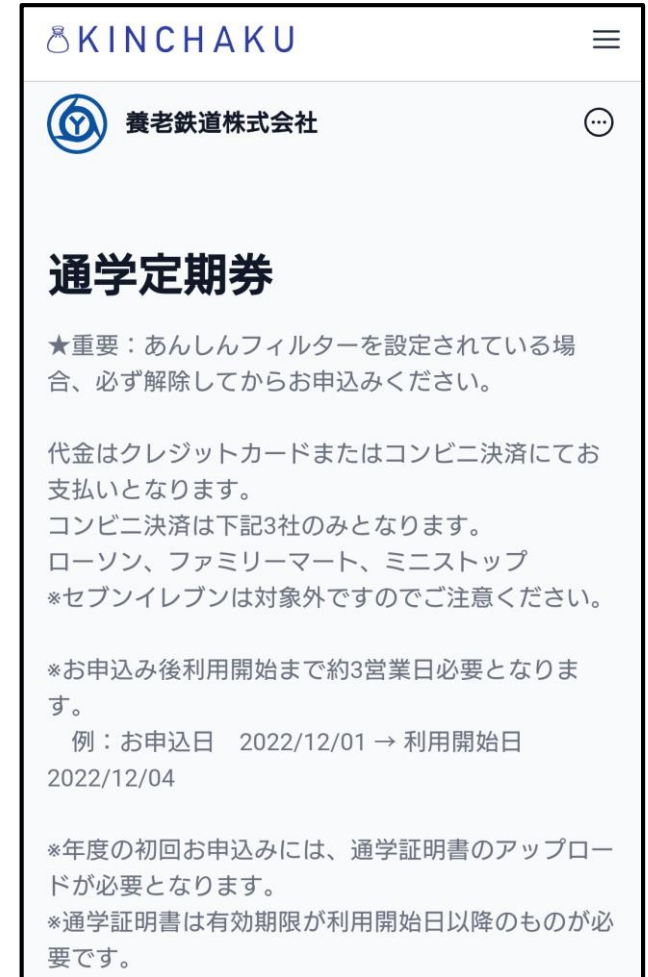 KINCHAKU
養老鉄道株式会社
通学定期券
★重要：あんしんフィルターを設定されている場
合、必ず解除してからお申込みください。
代金はクレジットカードまたはコンビニ決済にてお
支払いとなります。
コンビニ決済は下記3社のみとなります。
ローソン、ファミリーマート、ミニストップ
※セブンイレブンは対象外ですのでご注意ください。
※お申込み後利用開始まで約3営業日必要となりま
す。
　例：お申込日　2022/12/01 → 利用開始日
2022/12/04
※年度の初回お申込みには、通学証明書のアップロー
ドが必要となります。
※通学証明書は有効期限が利用開始日以降のものが必
要です。